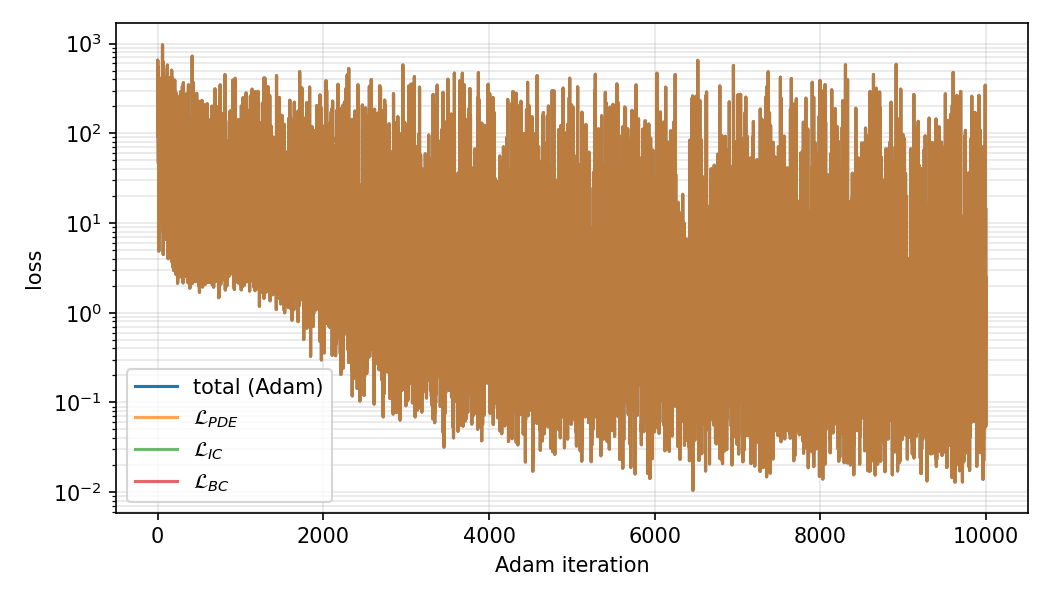 10³
10²
10¹
10⁰
10⁻¹
10⁻²
loss
total (Adam)
ℒ_PDE
ℒ_IC
ℒ_BC
0 2000 4000 6000 8000 10000
Adam iteration